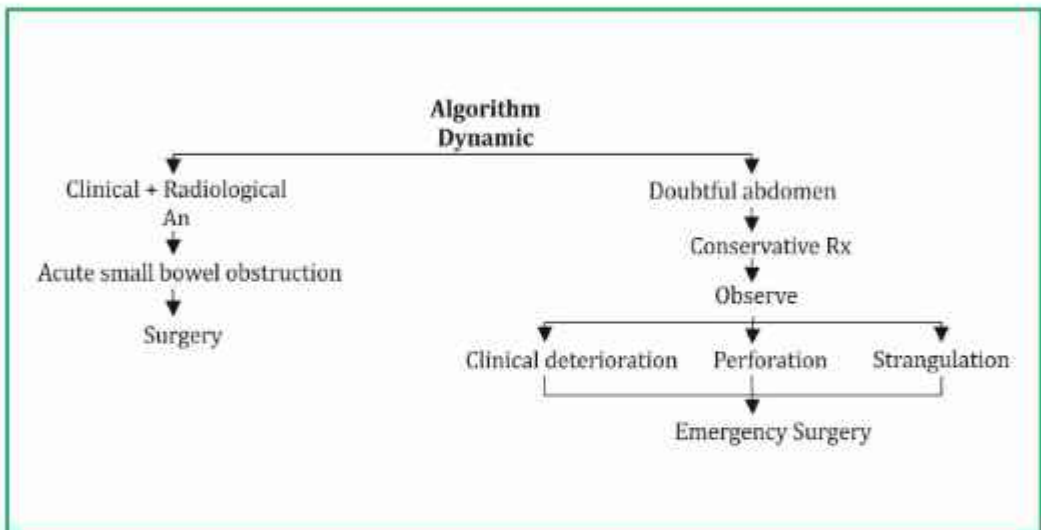 Algorithm
Dynamic
Clinical + Radiological
An
Acute small bowel obstruction
Surgery
Doubtful abdomen
Conservative Rx
Observe
Clinical deterioration
Perforation
Strangulation
Emergency Surgery